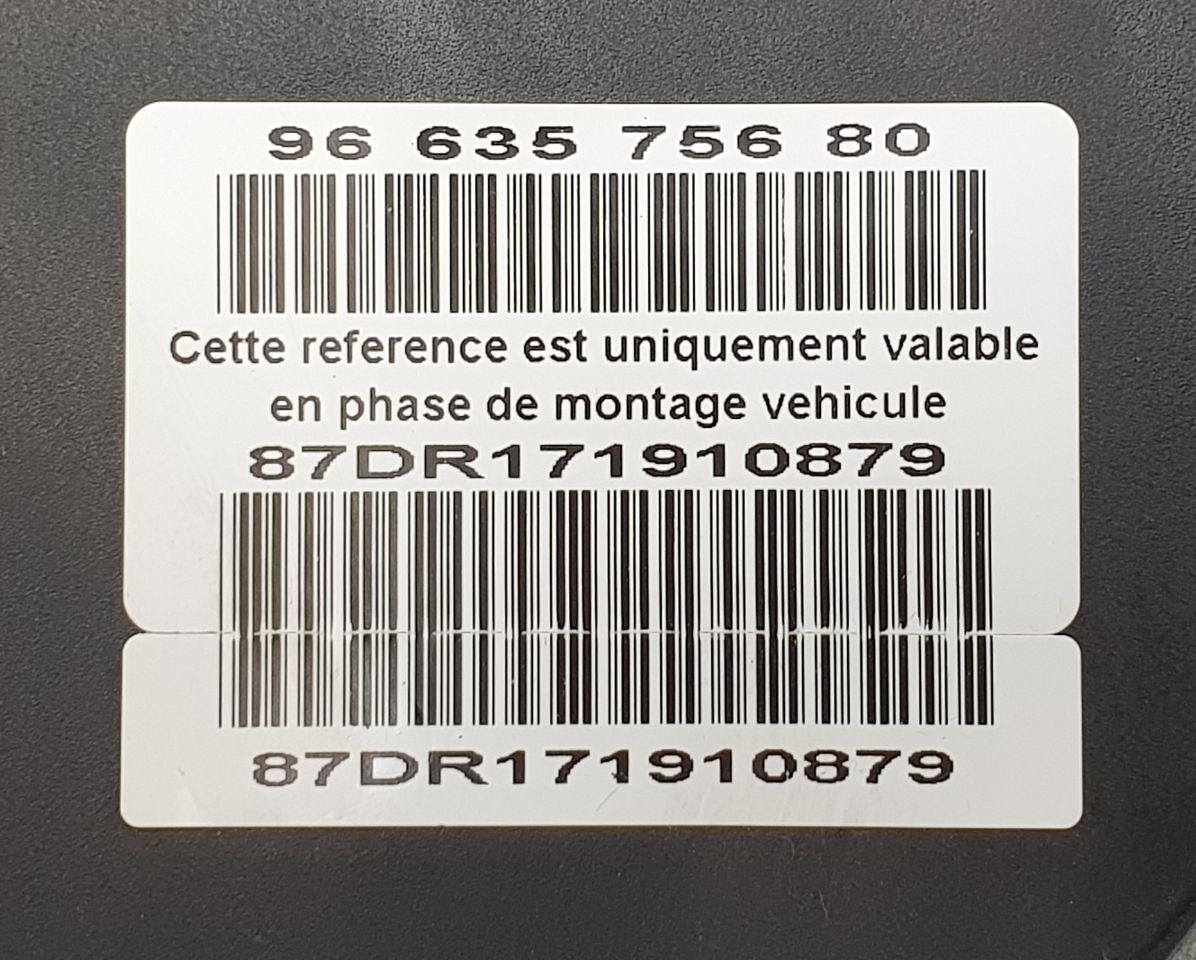 96 635 756 80
Cette reference est uniquement valable
en phase de montage vehicule
87DR171910879
87DR171910879